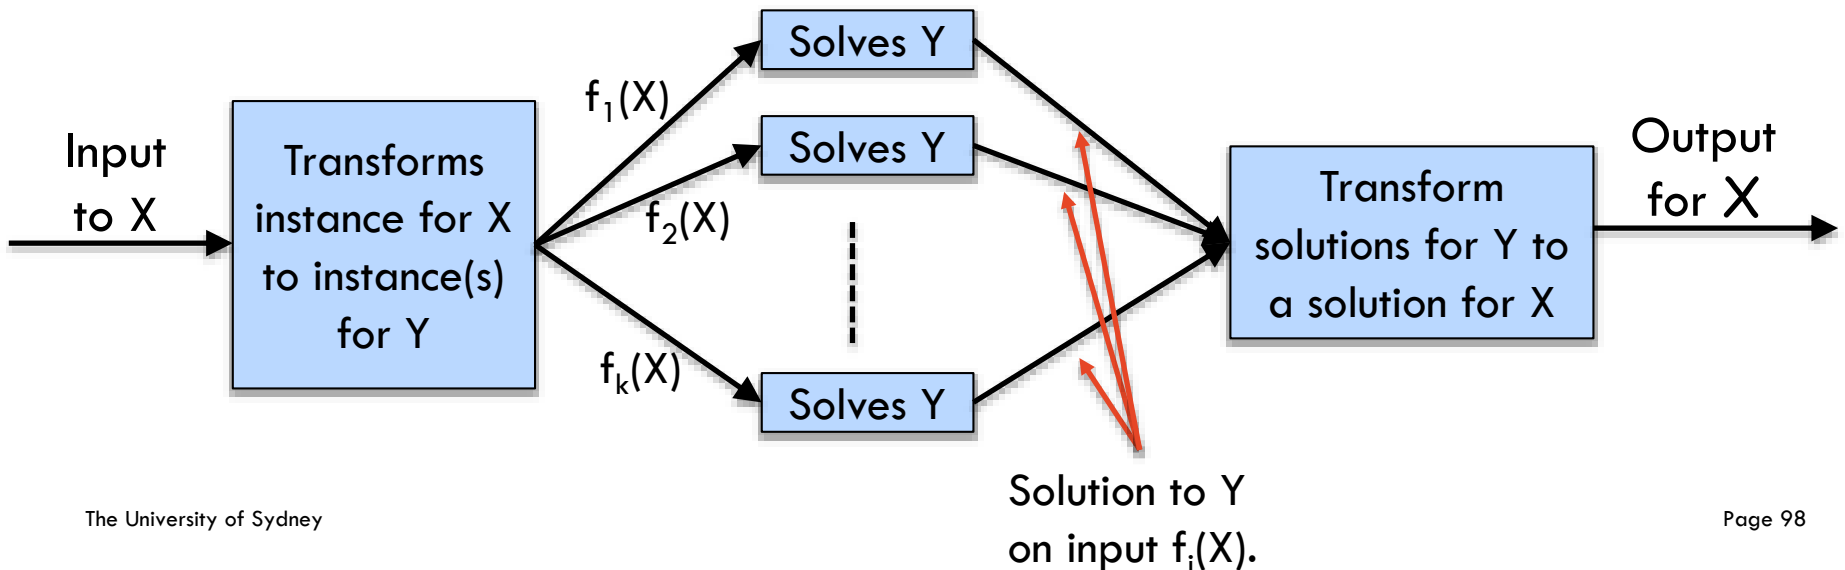 Input
to X
Transforms
instance for X
to instance(s)
for Y
f₁(X)
f₂(X)
fₖ(X)
Solves Y
Solves Y
Solves Y
Transform
solutions for Y to
a solution for X
Output
for X
Solution to Y
on input fᵢ(X).
The University of Sydney
Page 98